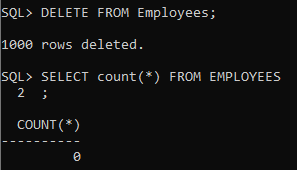 SQL> DELETE FROM Employees;
1000 rows deleted.
SQL> SELECT count(*) FROM EMPLOYEES
  2  ;
  COUNT(*)
----------
         0